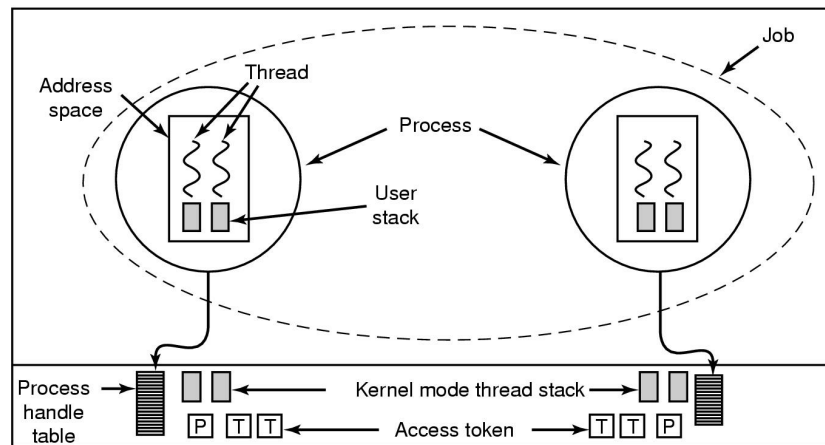 Job
Thread
Address
space
Process
User
stack
Process
handle
table
Kernel mode thread stack
P T T
Access token
T T P